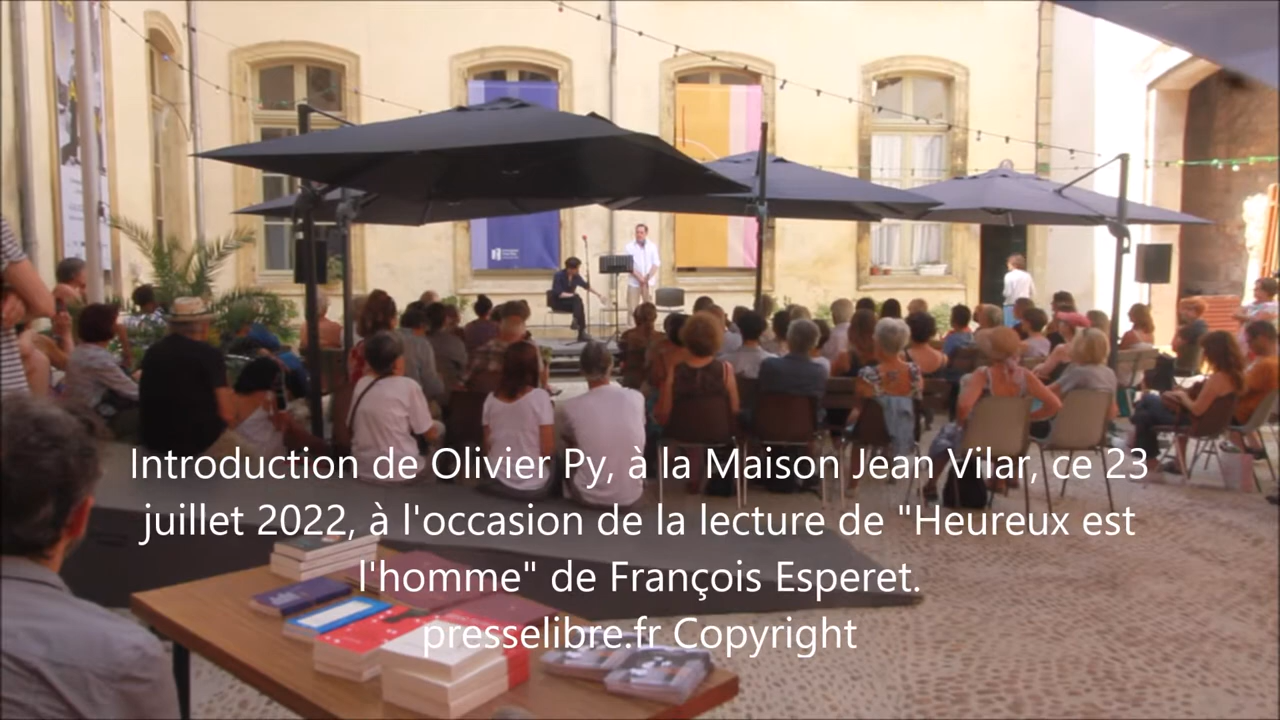 Introduction de Olivier Py, à la Maison Jean Vilar, ce 23
juillet 2022, à l'occasion de la lecture de "Heureux est
l'homme" de François Esperet.
presselibre.fr Copyright